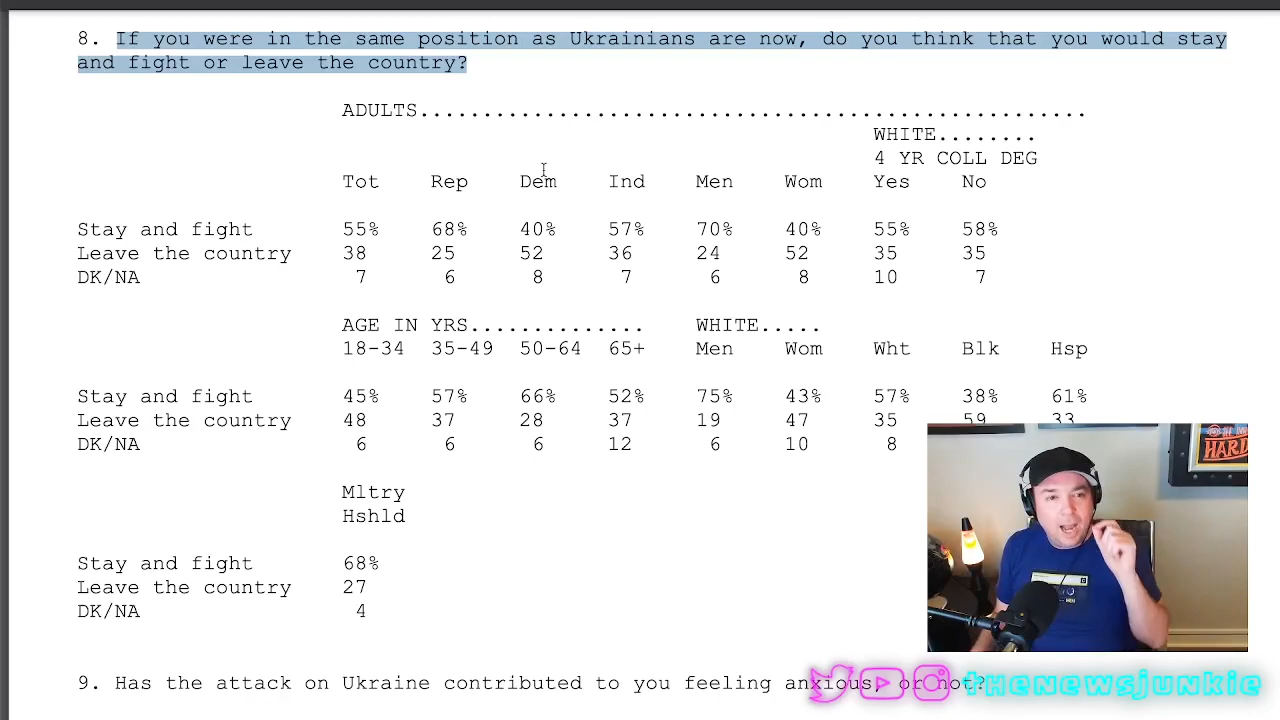 8. If you were in the same position as Ukrainians are now, do you think that you would stay
and fight or leave the country?
ADULTS.....................................................
WHITE........
4 YR COLL DEG
Tot Rep Dem Ind Men Wom Yes No
Stay and fight 55% 68% 40% 57% 70% 40% 55% 58%
Leave the country 38 25 52 36 24 52 35 35
DK/NA 7 6 8 7 6 8 10 7
AGE IN YRS.............. WHITE.....
18-34 35-49 50-64 65+ Men Wom Wht Blk Hsp
Stay and fight 45% 57% 66% 52% 75% 43% 57% 38% 61%
Leave the country 48 37 28 37 19 47 35 59 33
DK/NA 6 6 6 12 6 10 8
HARD
Mltry
Hshld
Stay and fight 68%
Leave the country 27
DK/NA 4
9. Has the attack on Ukraine contributed to you feeling anxious, or not?
thenewsjunkie